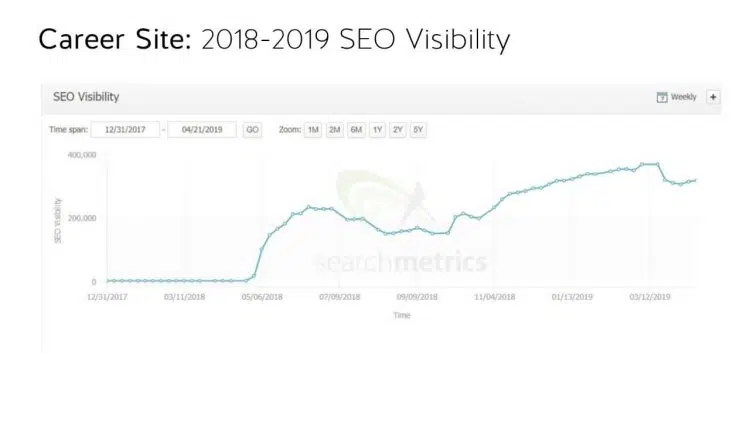 Career Site: 2018-2019 SEO Visibility
SEO Visibility
Weekly +
Time span: 12/31/2017 - 04/21/2019 GO Zoom: 1M 2M 6M 1Y 2Y 5Y
400,000
200,000
0
SEO Visibility
searchmetrics
12/31/2017 03/11/2018 05/06/2018 07/09/2018 09/09/2018 11/04/2018 01/13/2019 03/12/2019
Time